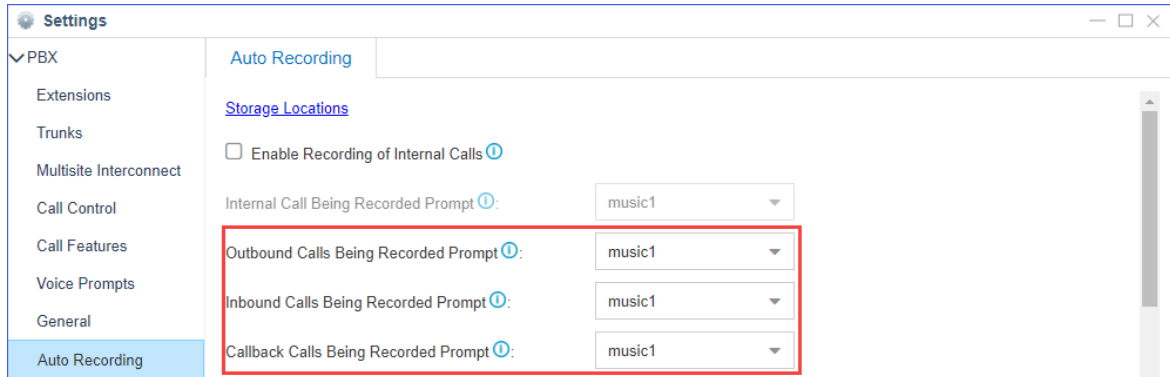 Settings
PBX
Auto Recording
Extensions
Storage Locations
Trunks
Enable Recording of Internal Calls
Multisite Interconnect
Internal Call Being Recorded Prompt : music1
Call Control
Call Features
Outbound Calls Being Recorded Prompt : music1
Voice Prompts
Inbound Calls Being Recorded Prompt : music1
General
Callback Calls Being Recorded Prompt : music1
Auto Recording